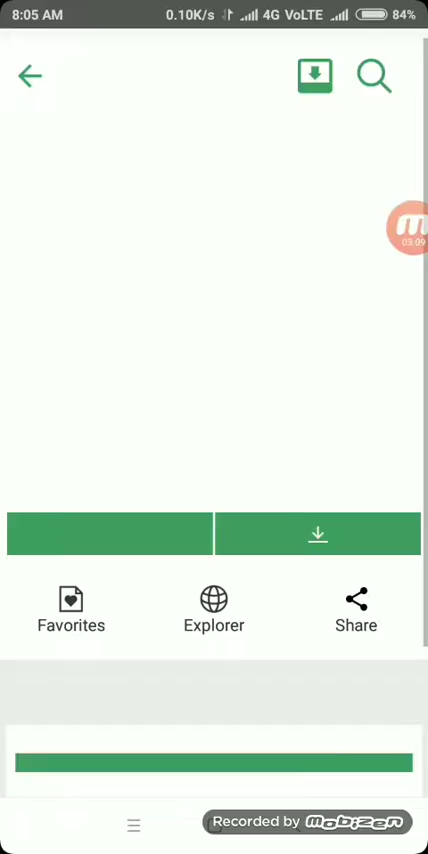 8:05 AM 0.10K/s 4G VoLTE 84%
03:09
Favorites Explorer Share
Recorded by mobizen